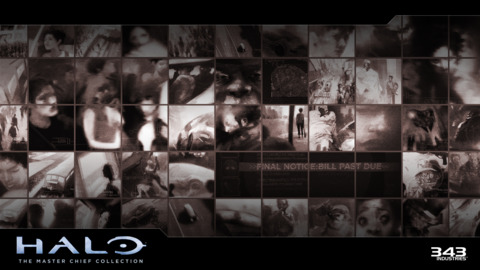 FINAL NOTICE:BILL PAST DUE
HALO
THE MASTER CHIEF COLLECTION
343
INDUSTRIES